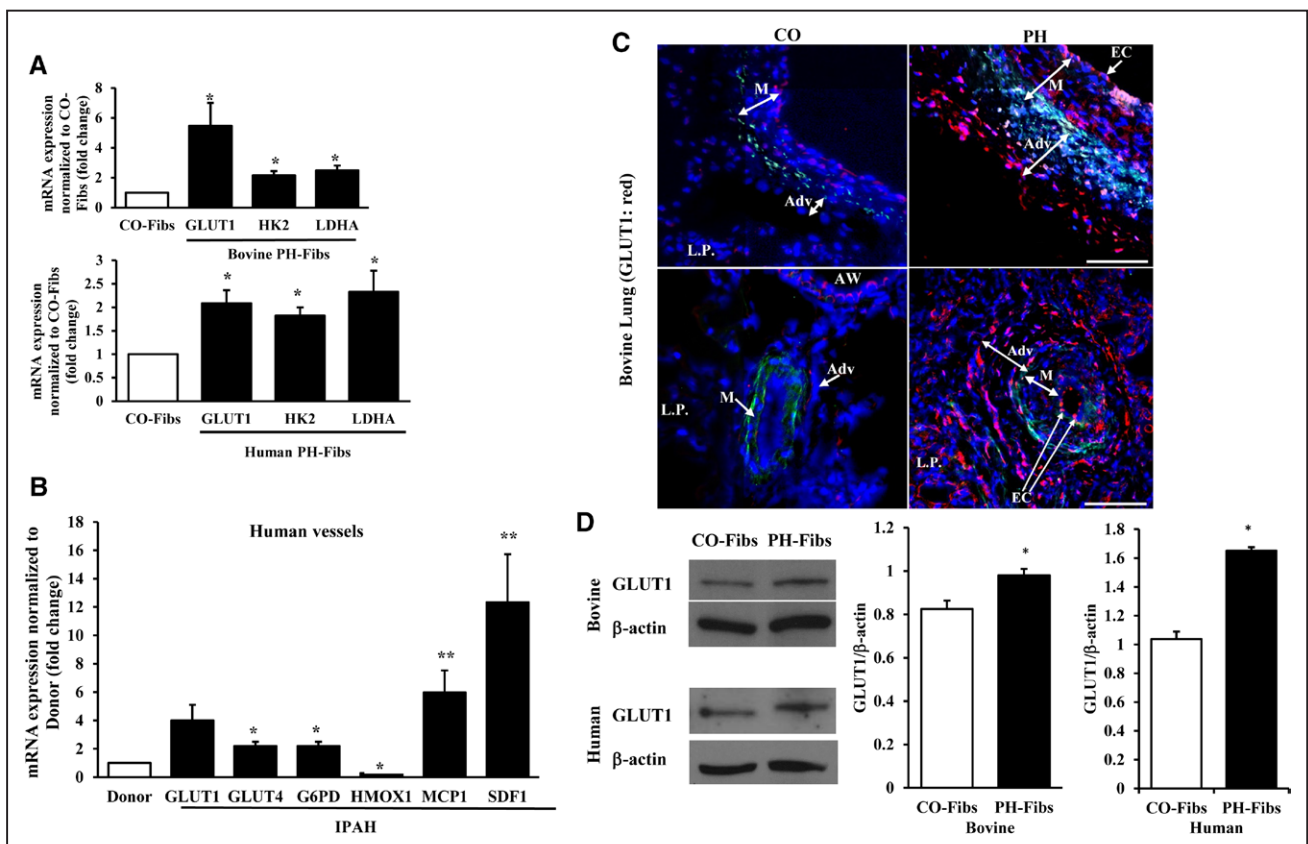 A
mRNA expression
normalized to CO-
Fibs (fold change)
8
6
4
2
0
*
*
*
CO-Fibs GLUT1 HK2 LDHA
Bovine PH-Fibs
mRNA expression
normalized to CO-Fibs
(fold change)
3
2.5
2
1.5
1
0.5
0
*
*
*
CO-Fibs GLUT1 HK2 LDHA
Human PH-Fibs
B
Human vessels
mRNA expression normalized to
Donor (fold change)
18
16
14
12
10
8
6
4
2
0
*
*
*
**
**
Donor GLUT1 GLUT4 G6PD HMOX1 MCP1 SDF1
IPAH
C
CO PH
Bovine Lung (GLUT1: red)
M
Adv
L.P.
EC
M
Adv
AW
Adv
M
L.P.
Adv
M
L.P.
EC
D
CO-Fibs PH-Fibs
Bovine
GLUT1
β-actin
Human
GLUT1
β-actin
GLUT1/β-actin
1.2
1
0.8
0.6
0.4
0.2
0
*
CO-Fibs PH-Fibs
Bovine
GLUT1/β-actin
1.8
1.6
1.4
1.2
1
0.8
0.6
0.4
0.2
0
*
CO-Fibs PH-Fibs
Human